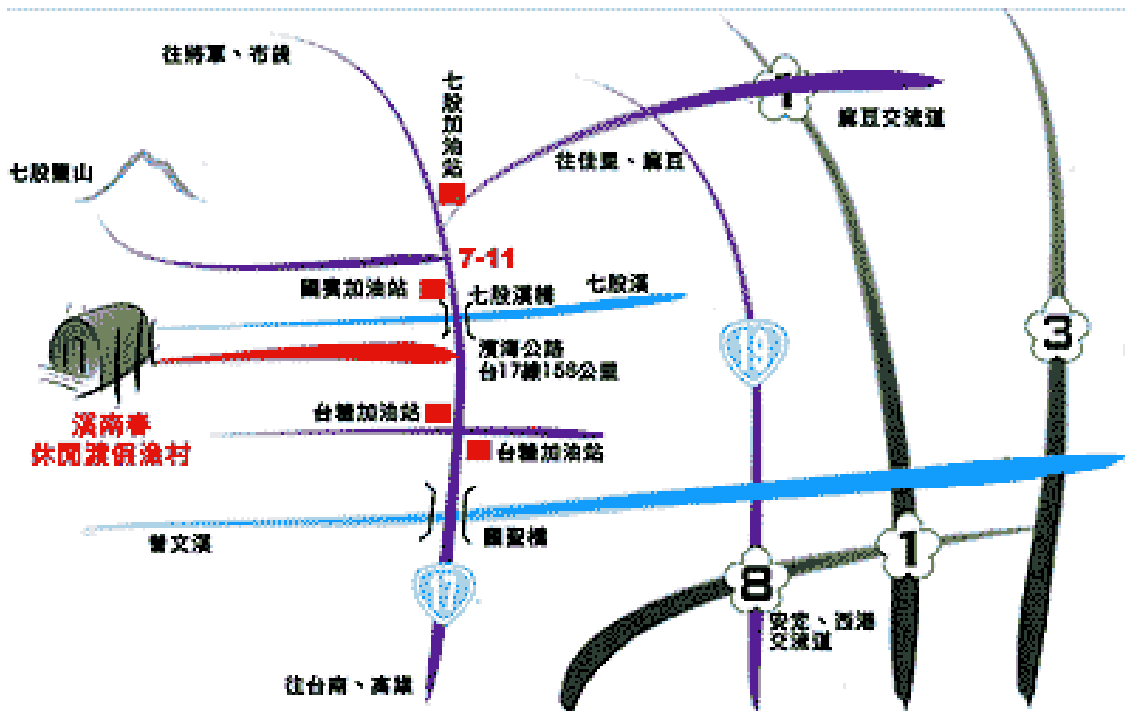 往將軍、布袋
七股加油站
1
麻豆交流道
往佳里、麻豆
七股鹽山
7-11
國賓加油站
七股溪橋
七股溪
3
19
濱海公路
台17線158公里
台糖加油站
溪南春
休閒渡假漁村
台糖加油站
曾文溪
國聖橋
1
8
17
安定、西港
交流道
往台南、高雄